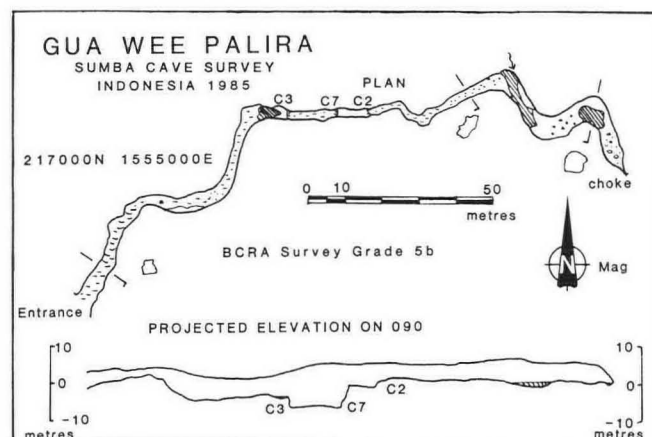 GUA WEE PALIRA
SUMBA CAVE SURVEY
INDONESIA 1985
PLAN
C3 C7 C2
217000N 1555000E
0 10 50
metres
choke
BCRA Survey Grade 5b
N Mag
Entrance
PROJECTED ELEVATION ON 090
10 10
0 0
C3 C7 C2
-10 -10
metres metres